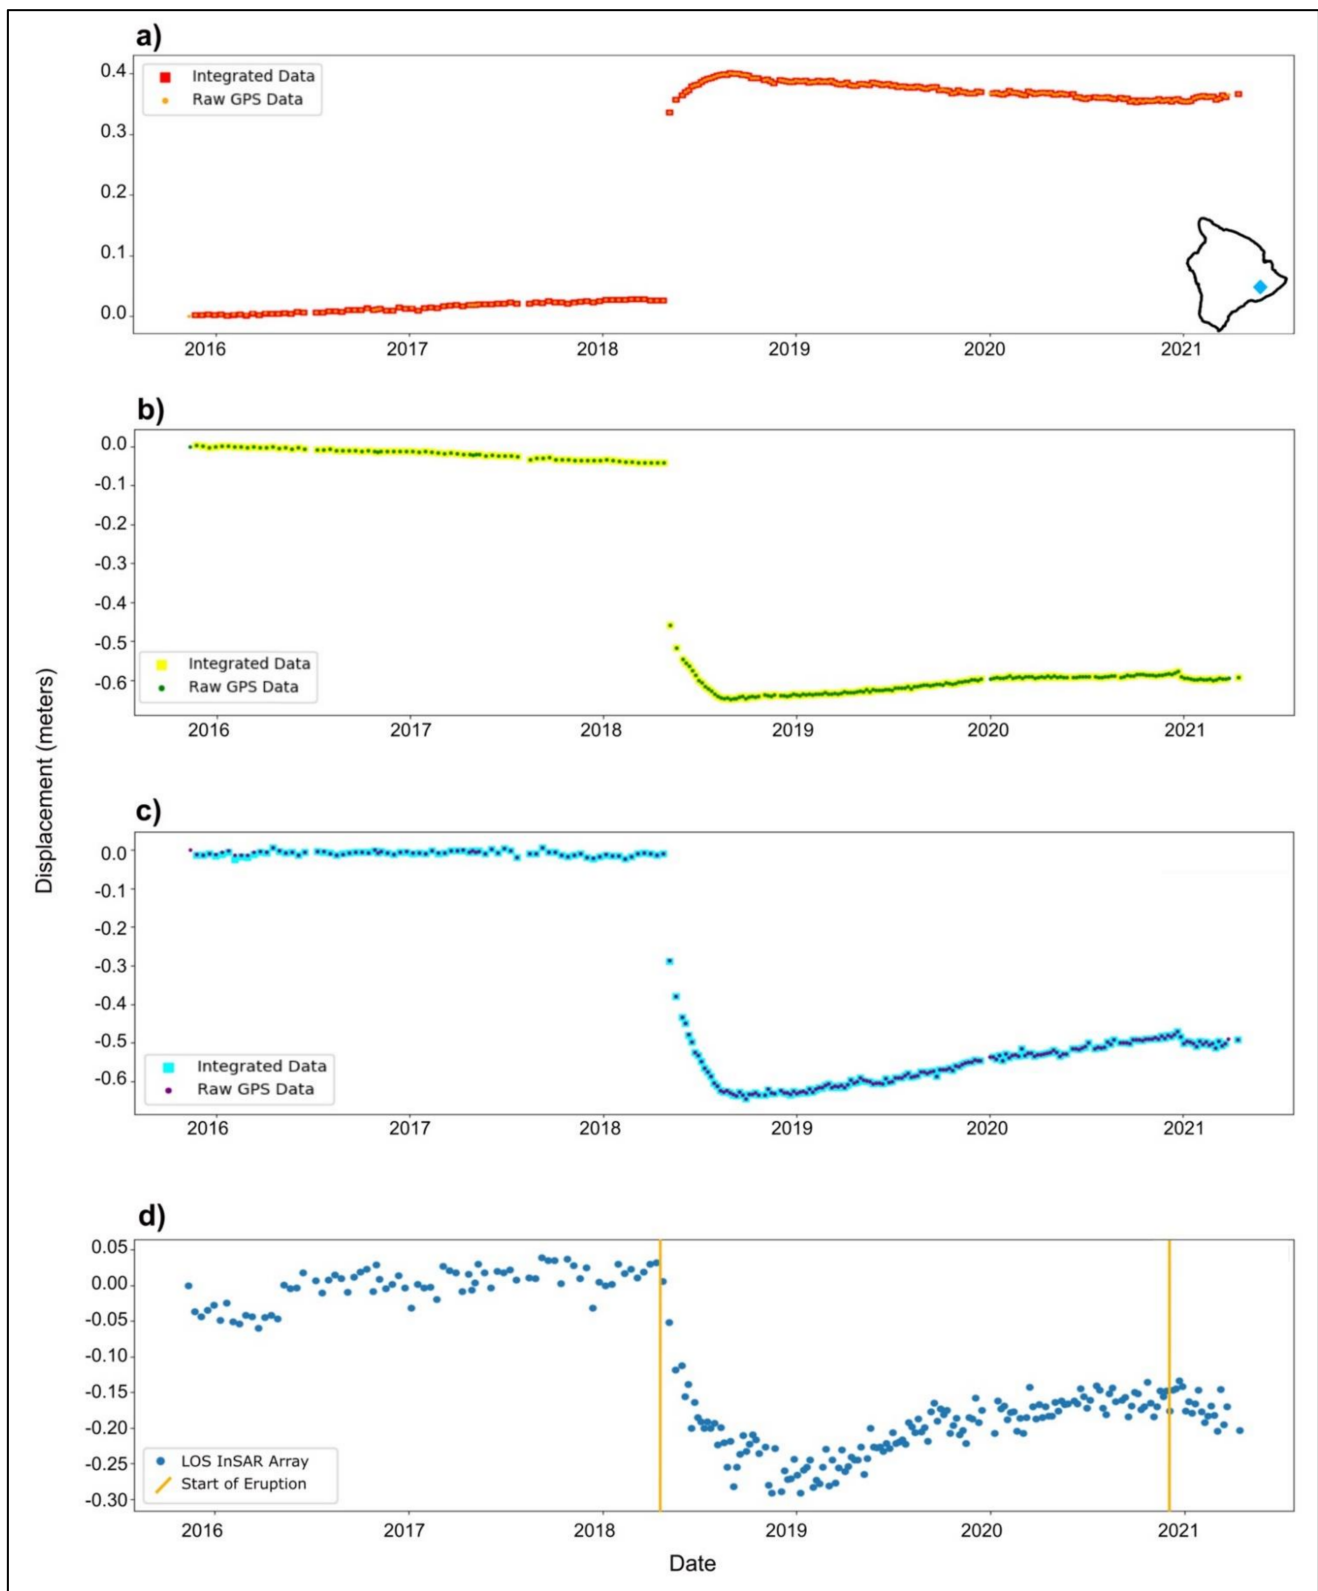 a)
Integrated Data
Raw GPS Data
0.4
0.3
0.2
0.1
0.0
2016 2017 2018 2019 2020 2021
b)
0.0
-0.1
-0.2
-0.3
-0.4
-0.5
-0.6
Integrated Data
Raw GPS Data
2016 2017 2018 2019 2020 2021
Displacement (meters)
c)
0.0
-0.1
-0.2
-0.3
-0.4
-0.5
-0.6
Integrated Data
Raw GPS Data
2016 2017 2018 2019 2020 2021
d)
0.05
0.00
-0.05
-0.10
-0.15
-0.20
-0.25
-0.30
LOS InSAR Array
Start of Eruption
2016 2017 2018 2019 2020 2021
Date